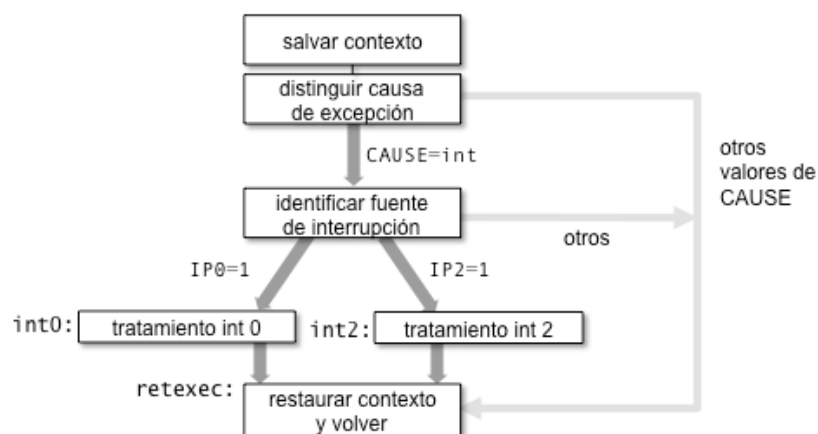 salvar contexto
distinguir causa
de excepción
CAUSE=int
otros
valores de
CAUSE
identificar fuente
de interrupción
otros
IP0=1
IP2=1
int0:
tratamiento int 0
int2:
tratamiento int 2
retexec:
restaurar contexto
y volver